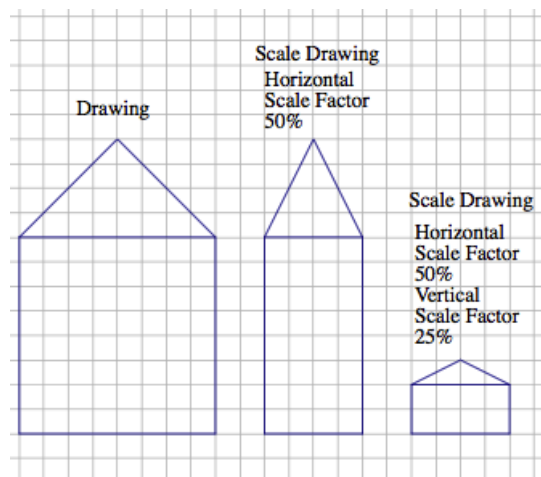 Drawing
Scale Drawing
Horizontal
Scale Factor
50%
Scale Drawing
Horizontal
Scale Factor
50%
Vertical
Scale Factor
25%